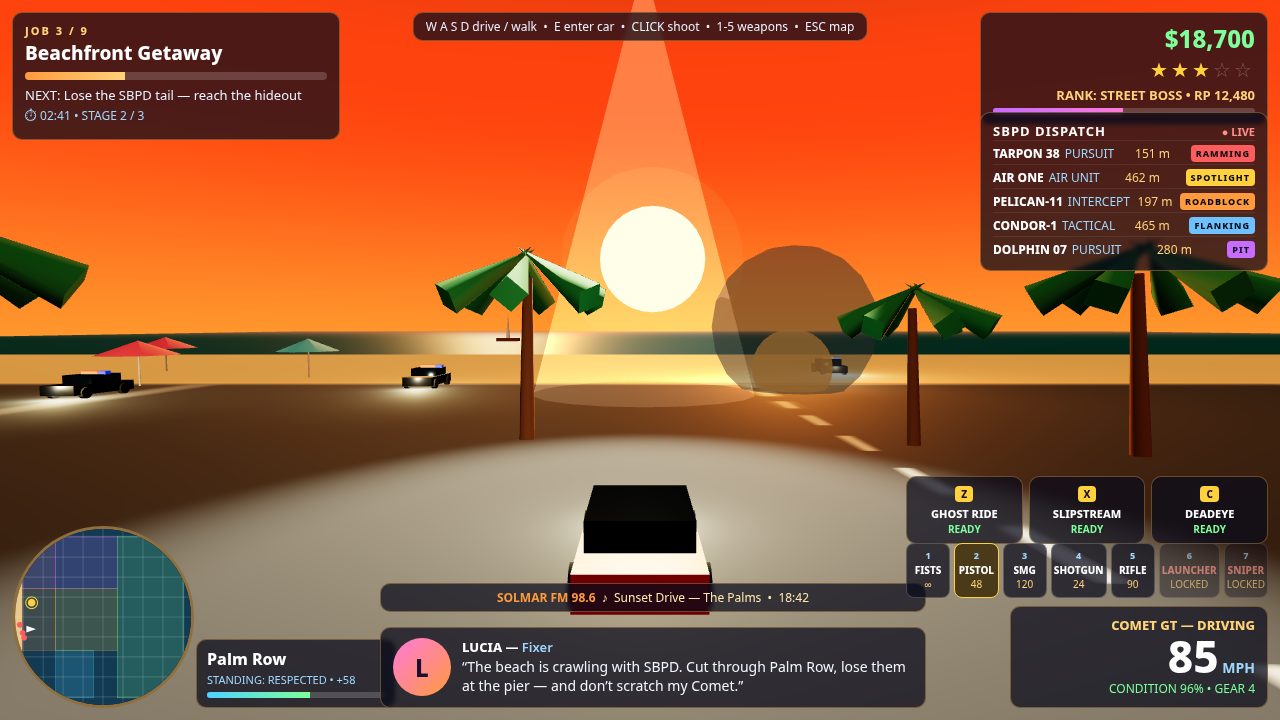 JOB 3 / 9
Beachfront Getaway
NEXT: Lose the SBPD tail — reach the hideout
⏱ 02:41 • STAGE 2 / 3
W A S D drive / walk • E enter car • CLICK shoot • 1-5 weapons • ESC map
$18,700
★★★☆☆
RANK: STREET BOSS • RP 12,480
SBPD DISPATCH ● LIVE
TARPON 38 PURSUIT 151 m RAMMING
AIR ONE AIR UNIT 462 m SPOTLIGHT
PELICAN-11 INTERCEPT 197 m ROADBLOCK
CONDOR-1 TACTICAL 465 m FLANKING
DOLPHIN 07 PURSUIT 280 m PIT
Z X C
GHOST RIDE SLIPSTREAM DEADEYE
READY READY READY
1 2 3 4 5 6 7
FISTS PISTOL SMG SHOTGUN RIFLE LAUNCHER SNIPER
∞ 48 120 24 90 LOCKED LOCKED
SOLMAR FM 98.6 ♪ Sunset Drive — The Palms • 18:42
Palm Row
STANDING: RESPECTED • +58
L
LUCIA — Fixer
“The beach is crawling with SBPD. Cut through Palm Row, lose them
at the pier — and don’t scratch my Comet.”
COMET GT — DRIVING
85 MPH
CONDITION 96% • GEAR 4